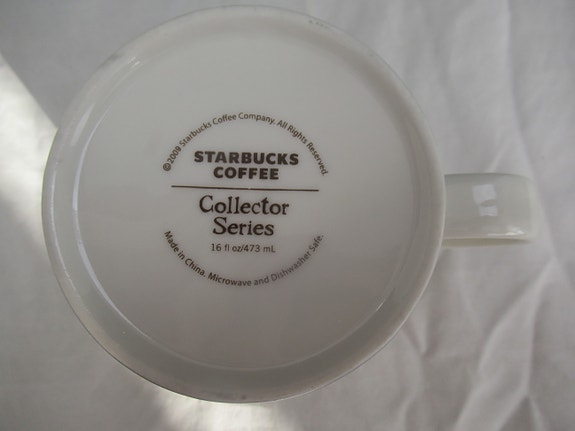 ©2009 Starbucks Coffee Company. All Rights Reserved.
STARBUCKS
COFFEE
Collector
Series
16 fl oz/473 mL
Made in China. Microwave and Dishwasher Safe.